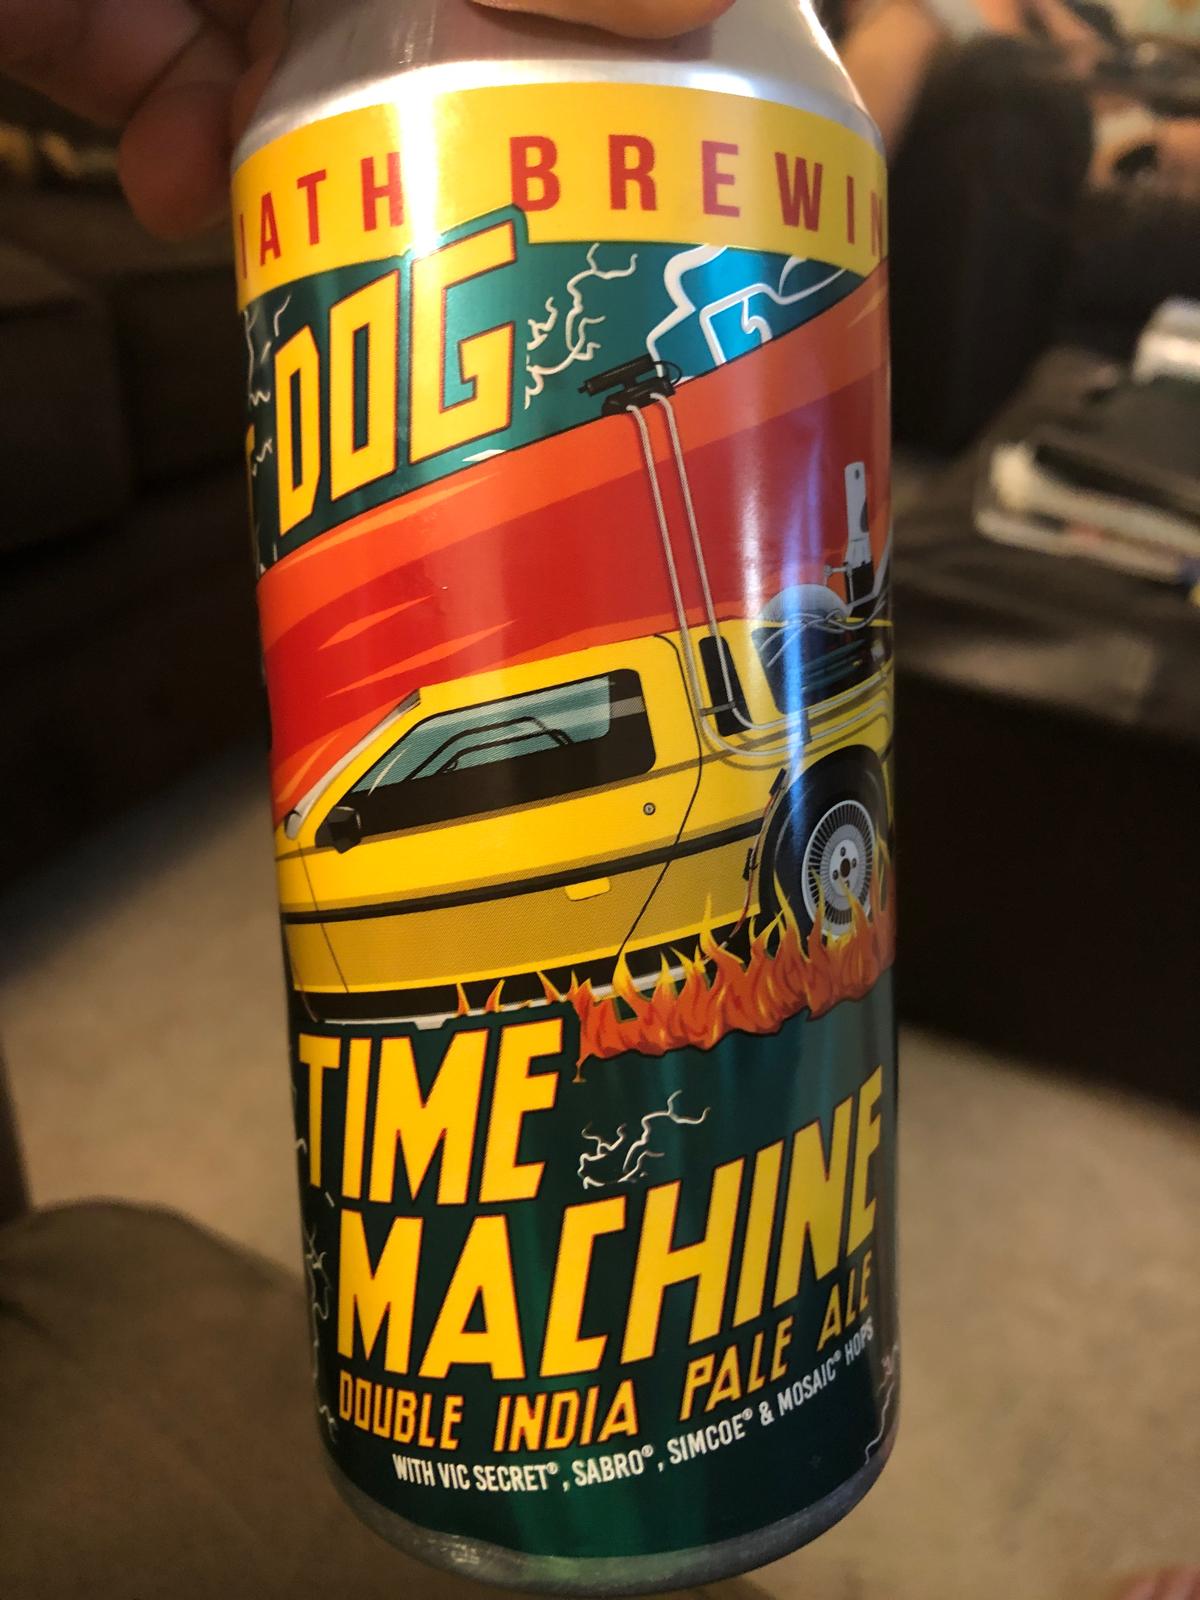 IATH BREWIN
DOG
TIME
MACHINE
DOUBLE INDIA PALE ALE
WITH VIC SECRET®, SABRO®, SIMCOE® & MOSAIC® HOPS